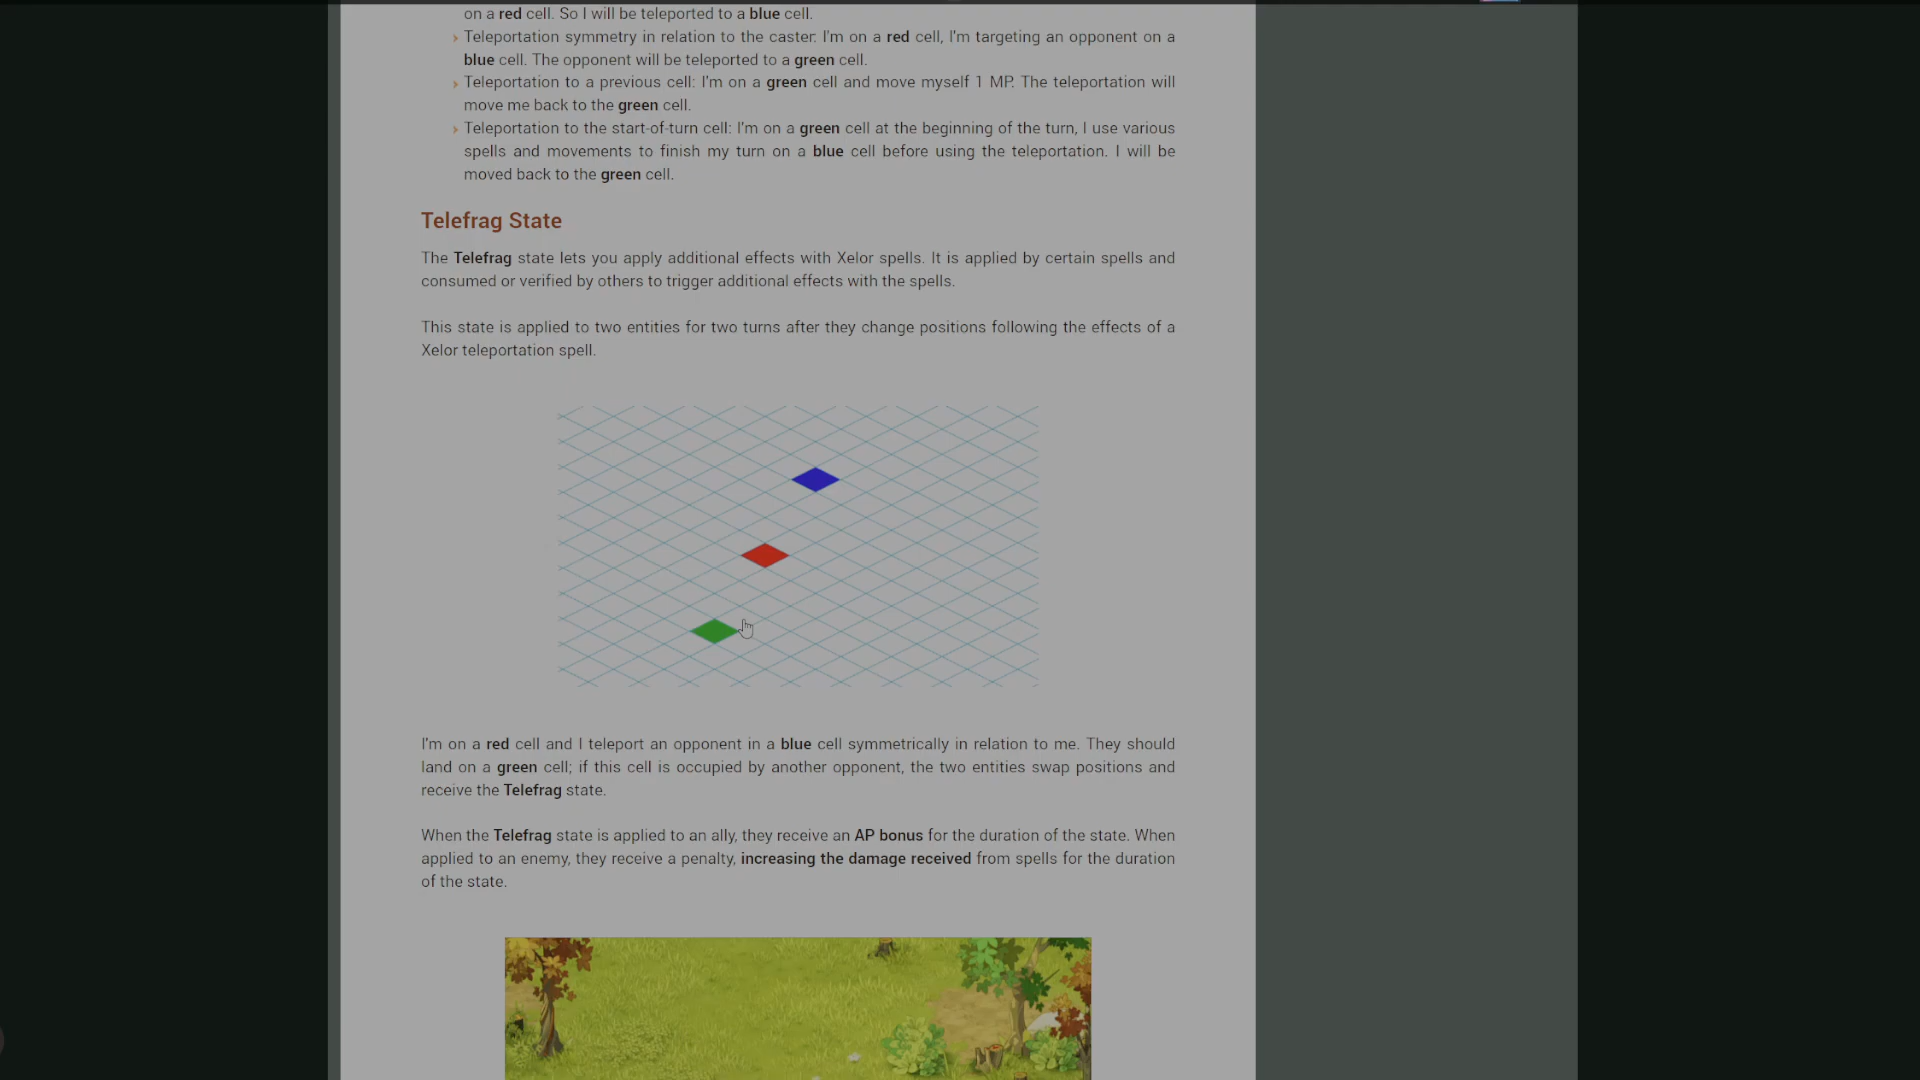 on a red cell. So I will be teleported to a blue cell.
› Teleportation symmetry in relation to the caster: I'm on a red cell, I'm targeting an opponent on a
blue cell. The opponent will be teleported to a green cell.
› Teleportation to a previous cell: I'm on a green cell and move myself 1 MP. The teleportation will
move me back to the green cell.
› Teleportation to the start-of-turn cell: I'm on a green cell at the beginning of the turn, I use various
spells and movements to finish my turn on a blue cell before using the teleportation. I will be
moved back to the green cell.
Telefrag State
The Telefrag state lets you apply additional effects with Xelor spells. It is applied by certain spells and
consumed or verified by others to trigger additional effects with the spells.
This state is applied to two entities for two turns after they change positions following the effects of a
Xelor teleportation spell.
I'm on a red cell and I teleport an opponent in a blue cell symmetrically in relation to me. They should
land on a green cell; if this cell is occupied by another opponent, the two entities swap positions and
receive the Telefrag state.
When the Telefrag state is applied to an ally, they receive an AP bonus for the duration of the state. When
applied to an enemy, they receive a penalty, increasing the damage received from spells for the duration
of the state.